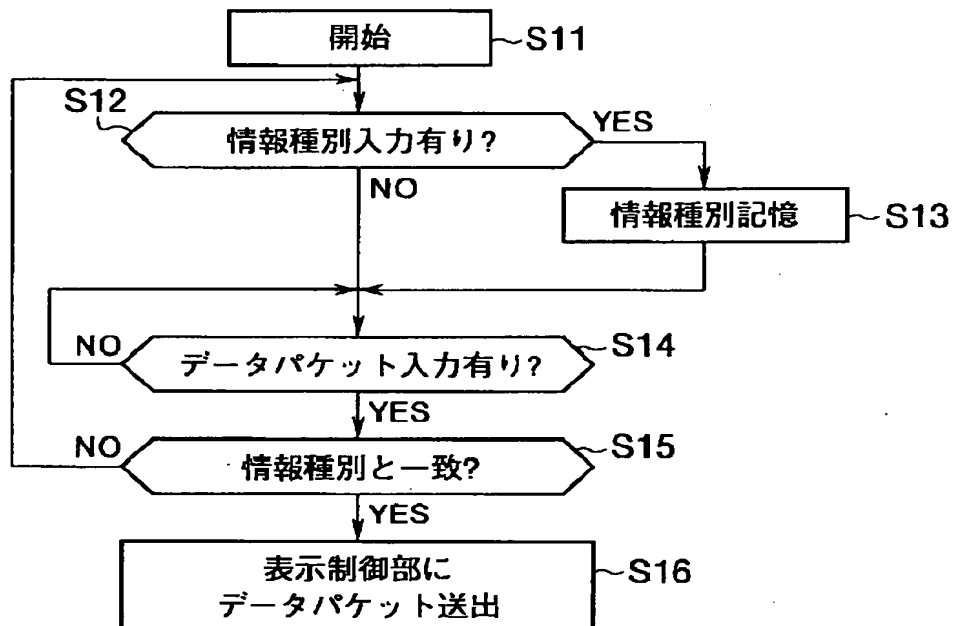 開始
S11
S12
情報種別入力有り?
YES
NO
情報種別記憶
S13
NO
データパケット入力有り?
S14
YES
NO
情報種別と一致?
S15
YES
表示制御部に
データパケット送出
S16